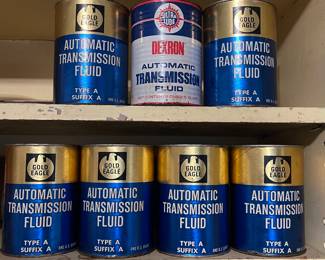 GOLD
EAGLE
AUTOMATIC
TRANSMISSION
FLUID
TYPE A
SUFFIX A
DEXRON
AUTOMATIC
TRANSMISSION
FLUID
GOLD
EAGLE
AUTOMATIC
TRANSMISSION
FLUID
TYPE A
SUFFIX A
GOLD
EAGLE
AUTOMATIC
TRANSMISSION
FLUID
TYPE A
SUFFIX A
GOLD
EAGLE
AUTOMATIC
TRANSMISSION
FLUID
TYPE A
SUFFIX A
GOLD
EAGLE
AUTOMATIC
TRANSMISSION
FLUID
TYPE A
SUFFIX A
GOLD
EAGLE
AUTOMATIC
TRANSMISSION
FLUID
TYPE A
SUFFIX A